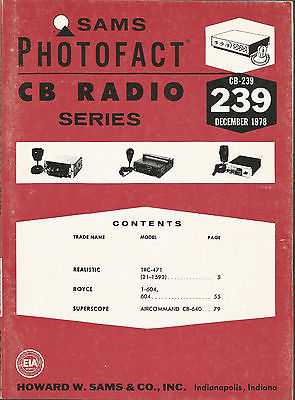 SAMS
PHOTOFACT®
CB RADIO
SERIES
CB-239
239
DECEMBER 1978
CONTENTS
TRADE NAME MODEL PAGE
REALISTIC TRC-471
(21-1592) 5
ROYCE 1-604,
604 55
SUPERSCOPE AIRCOMMAND CB-640 79
EIA
HOWARD W. SAMS & CO., INC. Indianapolis, Indiana